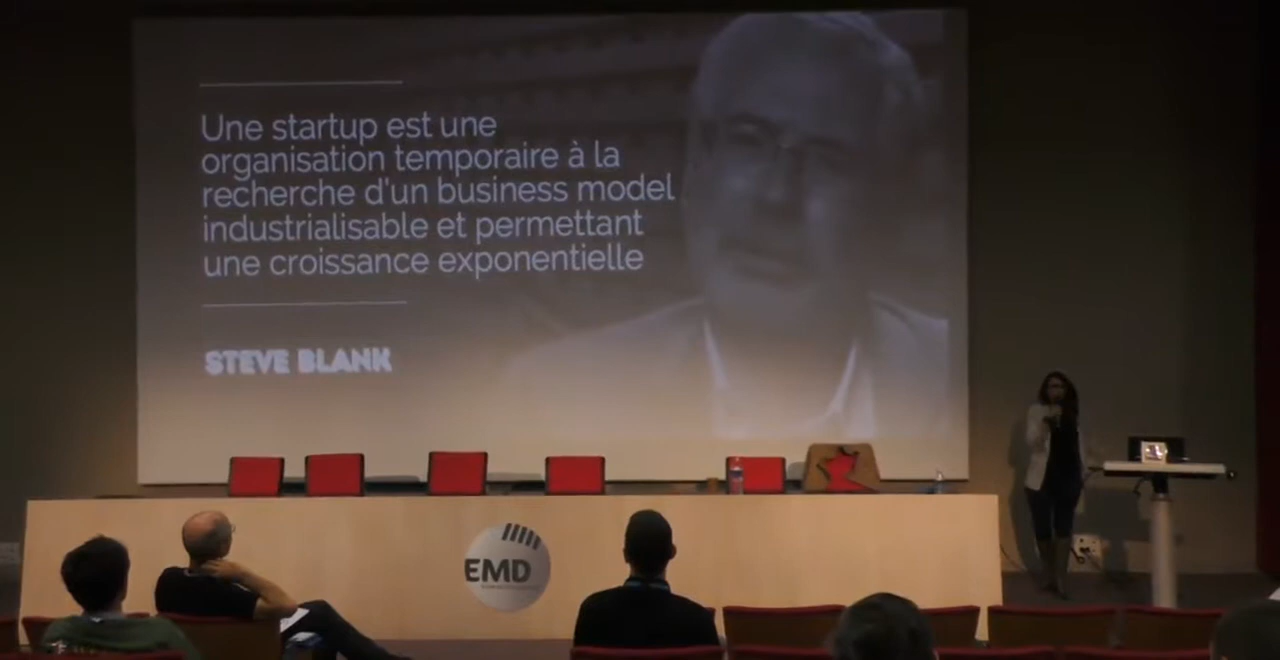 Une startup est une
organisation temporaire à la
recherche d'un business model
industrialisable et permettant
une croissance exponentielle
STEVE BLANK
EMD